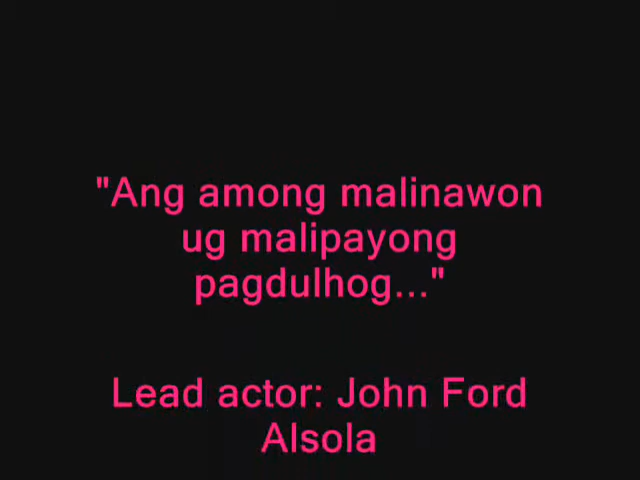 "Ang among malinawon
ug malipayong
pagdulhog..."
Lead actor: John Ford
Alsola